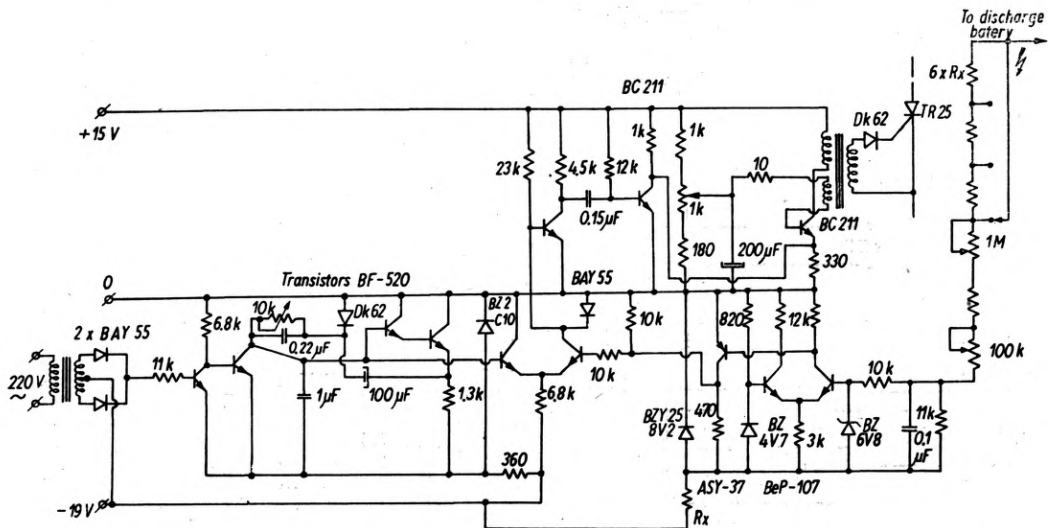 To discharge
batery
6 x Rx
BC 211
TR 25
Dk 62
+15 V
1k
1k
23k
4,5k
12k
10
0.15µF
1k
BC 211
1M
180
200µF
330
Transistors BF-520
BAY 55
0
10k
Dk 62
BZ 2
C10
2 x BAY 55
6,8k
0,22µF
10k
820
12k
100 k
220 V
~
11k
10k
10k
1µF
100µF
1,3k
6,8k
BZY 25
8V2
470
BZ
4V7
3k
BZ
6V8
11k
0,1
µF
360
ASY-37
BeP-107
-19V
Rx